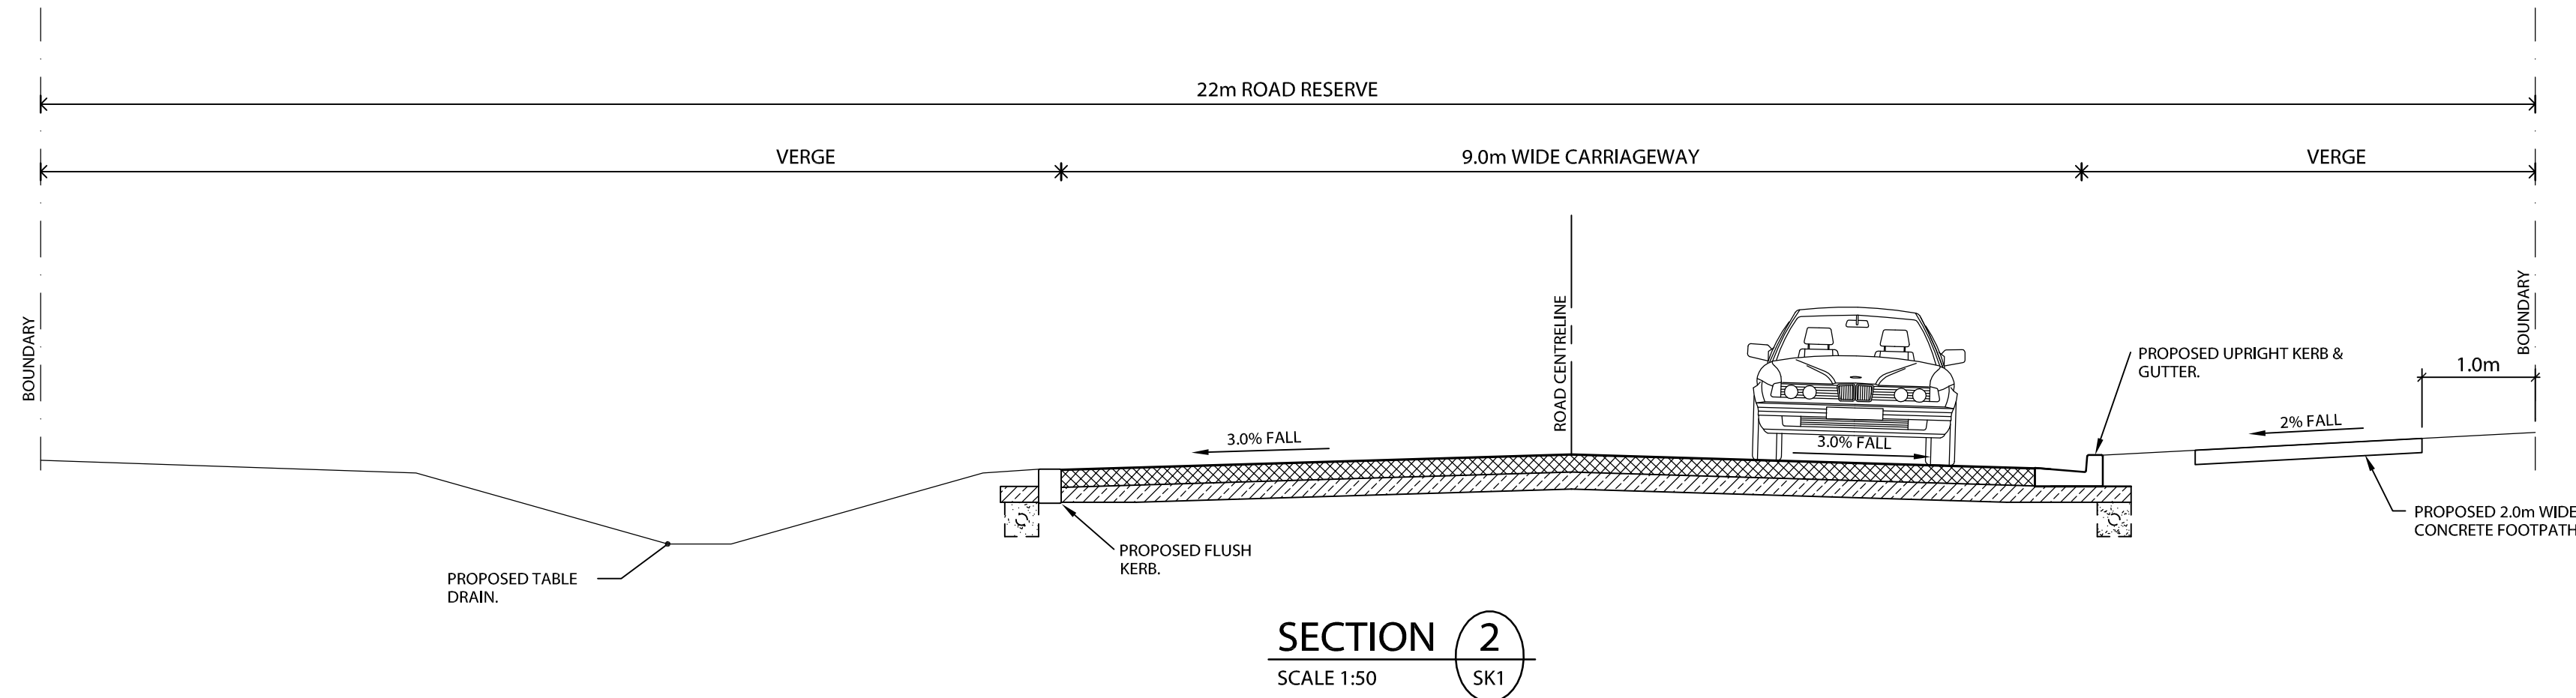 22m ROAD RESERVE
VERGE
9.0m WIDE CARRIAGEWAY
VERGE
BOUNDARY
ROAD CENTRELINE
BOUNDARY
PROPOSED UPRIGHT KERB &
GUTTER.
1.0m
3.0% FALL
3.0% FALL
2% FALL
PROPOSED TABLE
DRAIN.
PROPOSED FLUSH
KERB.
PROPOSED 2.0m WIDE
CONCRETE FOOTPATH
SECTION 2
SCALE 1:50 SK1